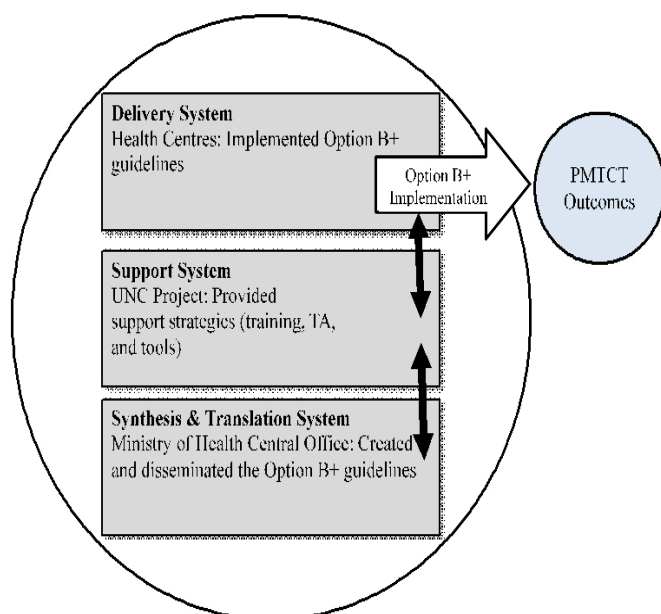 Delivery System
Health Centres: Implemented Option B+
guidelines
Option B+
Implementation
PMTCT
Outcomes
Support System
UNC Project: Provided
support strategies (training, TA,
and tools)
Synthesis & Translation System
Ministry of Health Central Office: Created
and disseminated the Option B+ guidelines